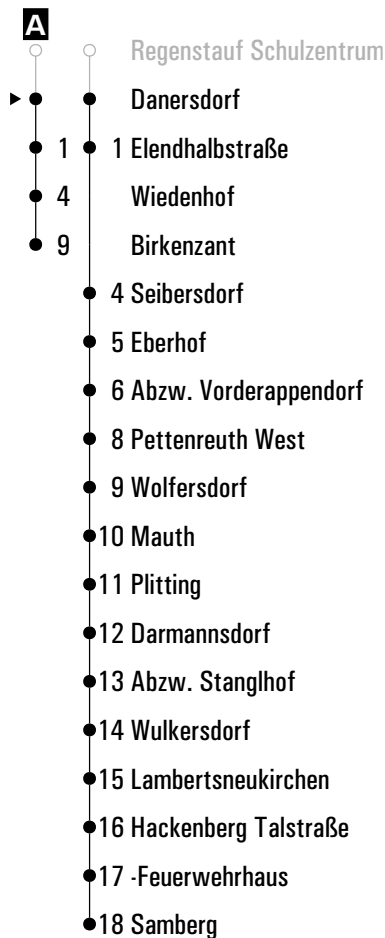 A
Regenstauf Schulzentrum
Danersdorf
1 1 Elendhalbstraße
4 Wiedenhof
9 Birkenzant
4 Seibersdorf
5 Eberhof
6 Abzw. Vorderappendorf
8 Pettenreuth West
9 Wolfersdorf
10 Mauth
11 Plitting
12 Darmannsdorf
13 Abzw. Stanglhof
14 Wulkersdorf
15 Lambertsneukirchen
16 Hackenberg Talstraße
17 -Feuerwehrhaus
18 Samberg